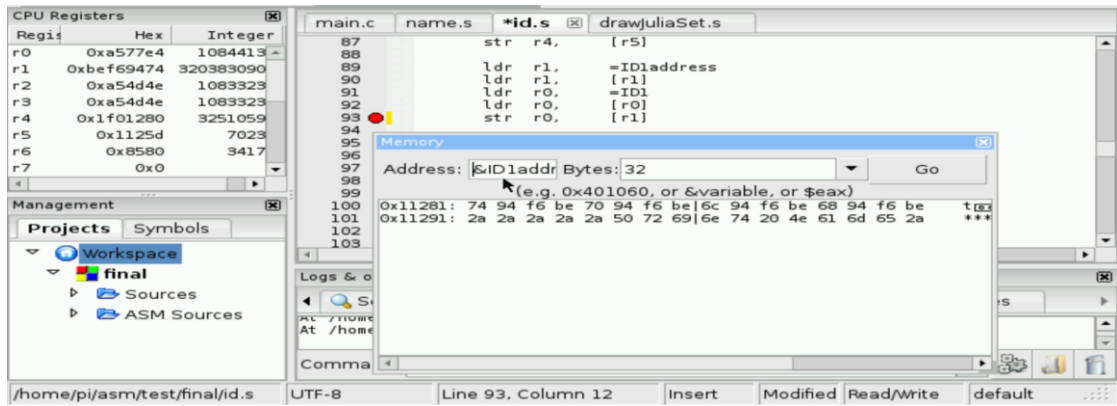 CPU Registers
Regis Hex Integer
r0 0xa577e4 1084413
r1 0xbef69474 320383090
r2 0xa54d4e 1083323
r3 0xa54d4e 1083323
r4 0x1f01280 3251059
r5 0x1125d 7023
r6 0x8580 3417
r7 0x0
Management
Projects Symbols
Workspace
final
Sources
ASM Sources
main.c name.s *id.s drawJuliaSet.s
87 str r4, [r5]
88
89 ldr r1, =ID1address
90 ldr r1, [r1]
91 ldr r0, =ID1
92 ldr r0, [r0]
93 str r0, [r1]
94
95
96
97
98
99
100
101
102
103
Memory
Address: &ID1addr Bytes: 32 Go
(e.g. 0x401060, or &variable, or $eax)
0x11281: 74 94 f6 be 70 94 f6 be|6c 94 f6 be 68 94 f6 be t
0x11291: 2a 2a 2a 2a 2a 50 72 69|6e 74 20 4e 61 6d 65 2a ***
Logs & o
S es
At /home
At /home
Comma
/home/pi/asm/test/final/id.s UTF-8 Line 93, Column 12 Insert Modified Read/Write default